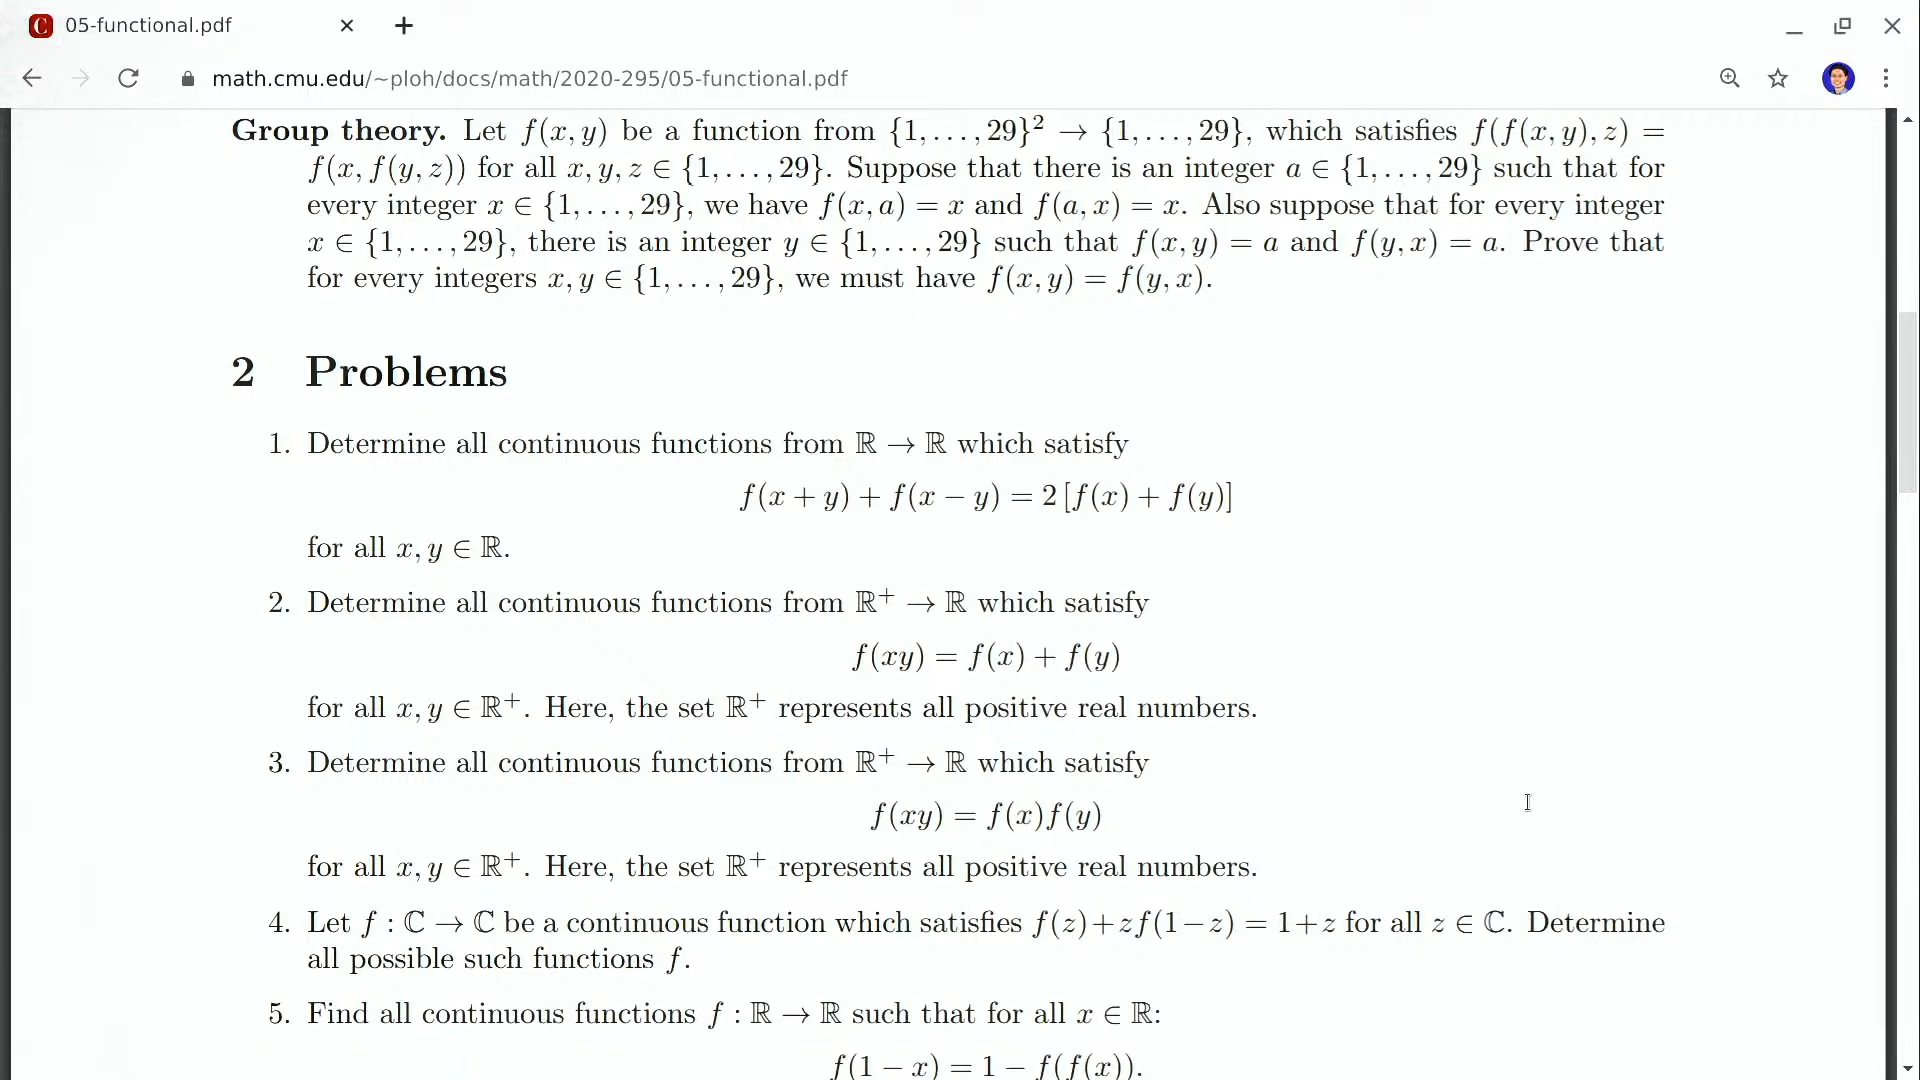 05-functional.pdf
math.cmu.edu/~ploh/docs/math/2020-295/05-functional.pdf
Group theory. Let f(x, y) be a function from {1, . . . , 29}² → {1, . . . , 29}, which satisfies f(f(x, y), z) =
f(x, f(y, z)) for all x, y, z ∈ {1, . . . , 29}. Suppose that there is an integer a ∈ {1, . . . , 29} such that for
every integer x ∈ {1, . . . , 29}, we have f(x, a) = x and f(a, x) = x. Also suppose that for every integer
x ∈ {1, . . . , 29}, there is an integer y ∈ {1, . . . , 29} such that f(x, y) = a and f(y, x) = a. Prove that
for every integers x, y ∈ {1, . . . , 29}, we must have f(x, y) = f(y, x).
2 Problems
1. Determine all continuous functions from ℝ → ℝ which satisfy
f(x + y) + f(x − y) = 2 [f(x) + f(y)]
for all x, y ∈ ℝ.
2. Determine all continuous functions from ℝ⁺ → ℝ which satisfy
f(xy) = f(x) + f(y)
for all x, y ∈ ℝ⁺. Here, the set ℝ⁺ represents all positive real numbers.
3. Determine all continuous functions from ℝ⁺ → ℝ which satisfy
f(xy) = f(x)f(y)
for all x, y ∈ ℝ⁺. Here, the set ℝ⁺ represents all positive real numbers.
4. Let f : ℂ → ℂ be a continuous function which satisfies f(z)+zf(1−z) = 1+z for all z ∈ ℂ. Determine
all possible such functions f.
5. Find all continuous functions f : ℝ → ℝ such that for all x ∈ ℝ:
f(1 − x) = 1 − f(f(x)).